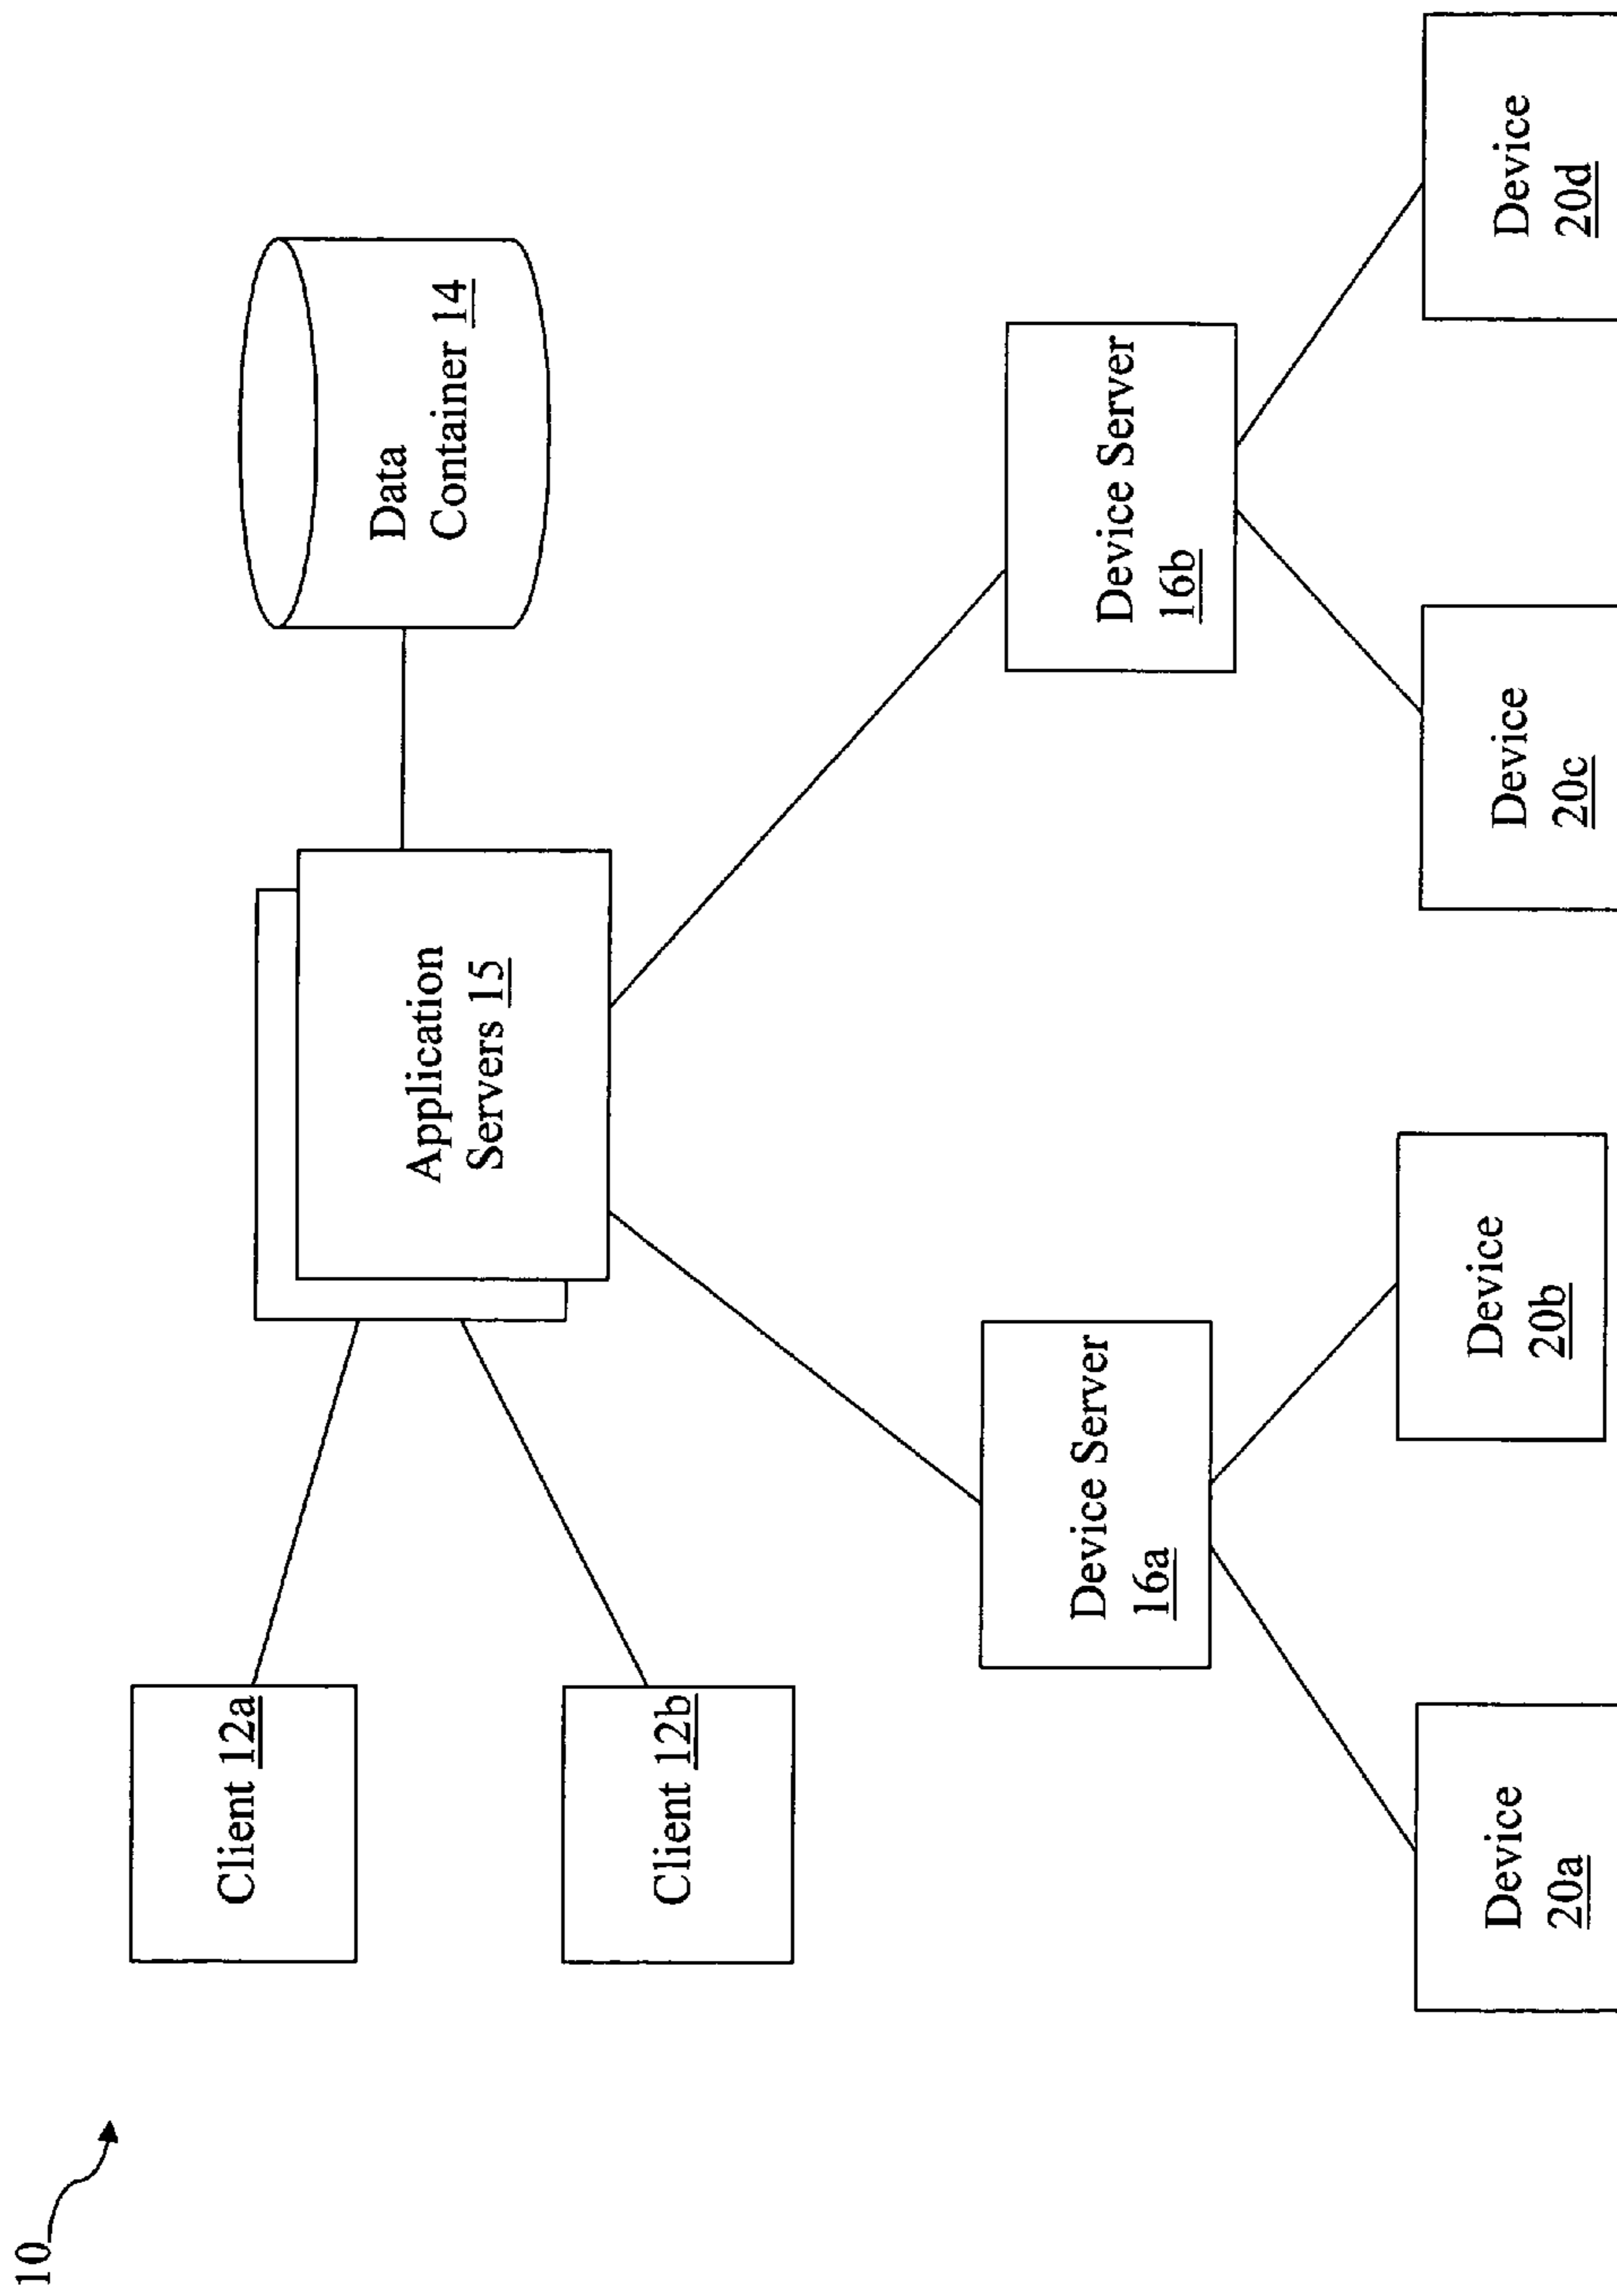 10
Client 12a
Client 12b
Application
Servers 15
Data
Container 14
Device Server
16a
Device Server
16b
Device
20a
Device
20b
Device
20c
Device
20d